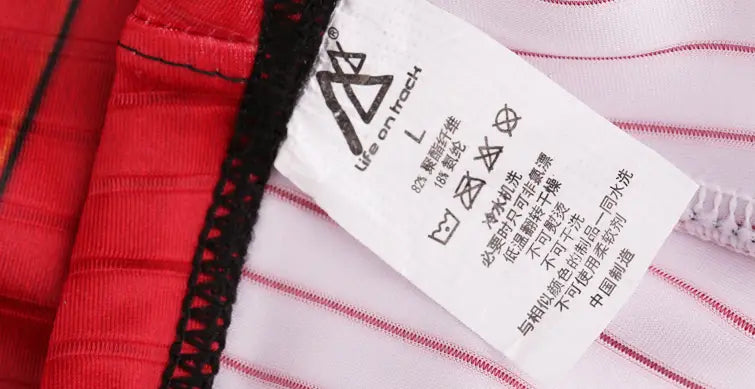 ®
life on track
L
82% 聚酯纤维
18% 氨纶
冷水机洗
必要时只可非氯漂
低温翻转干燥
不可熨烫
不可干洗
与相似颜色的制品一同水洗
不可使用柔软剂
中国制造